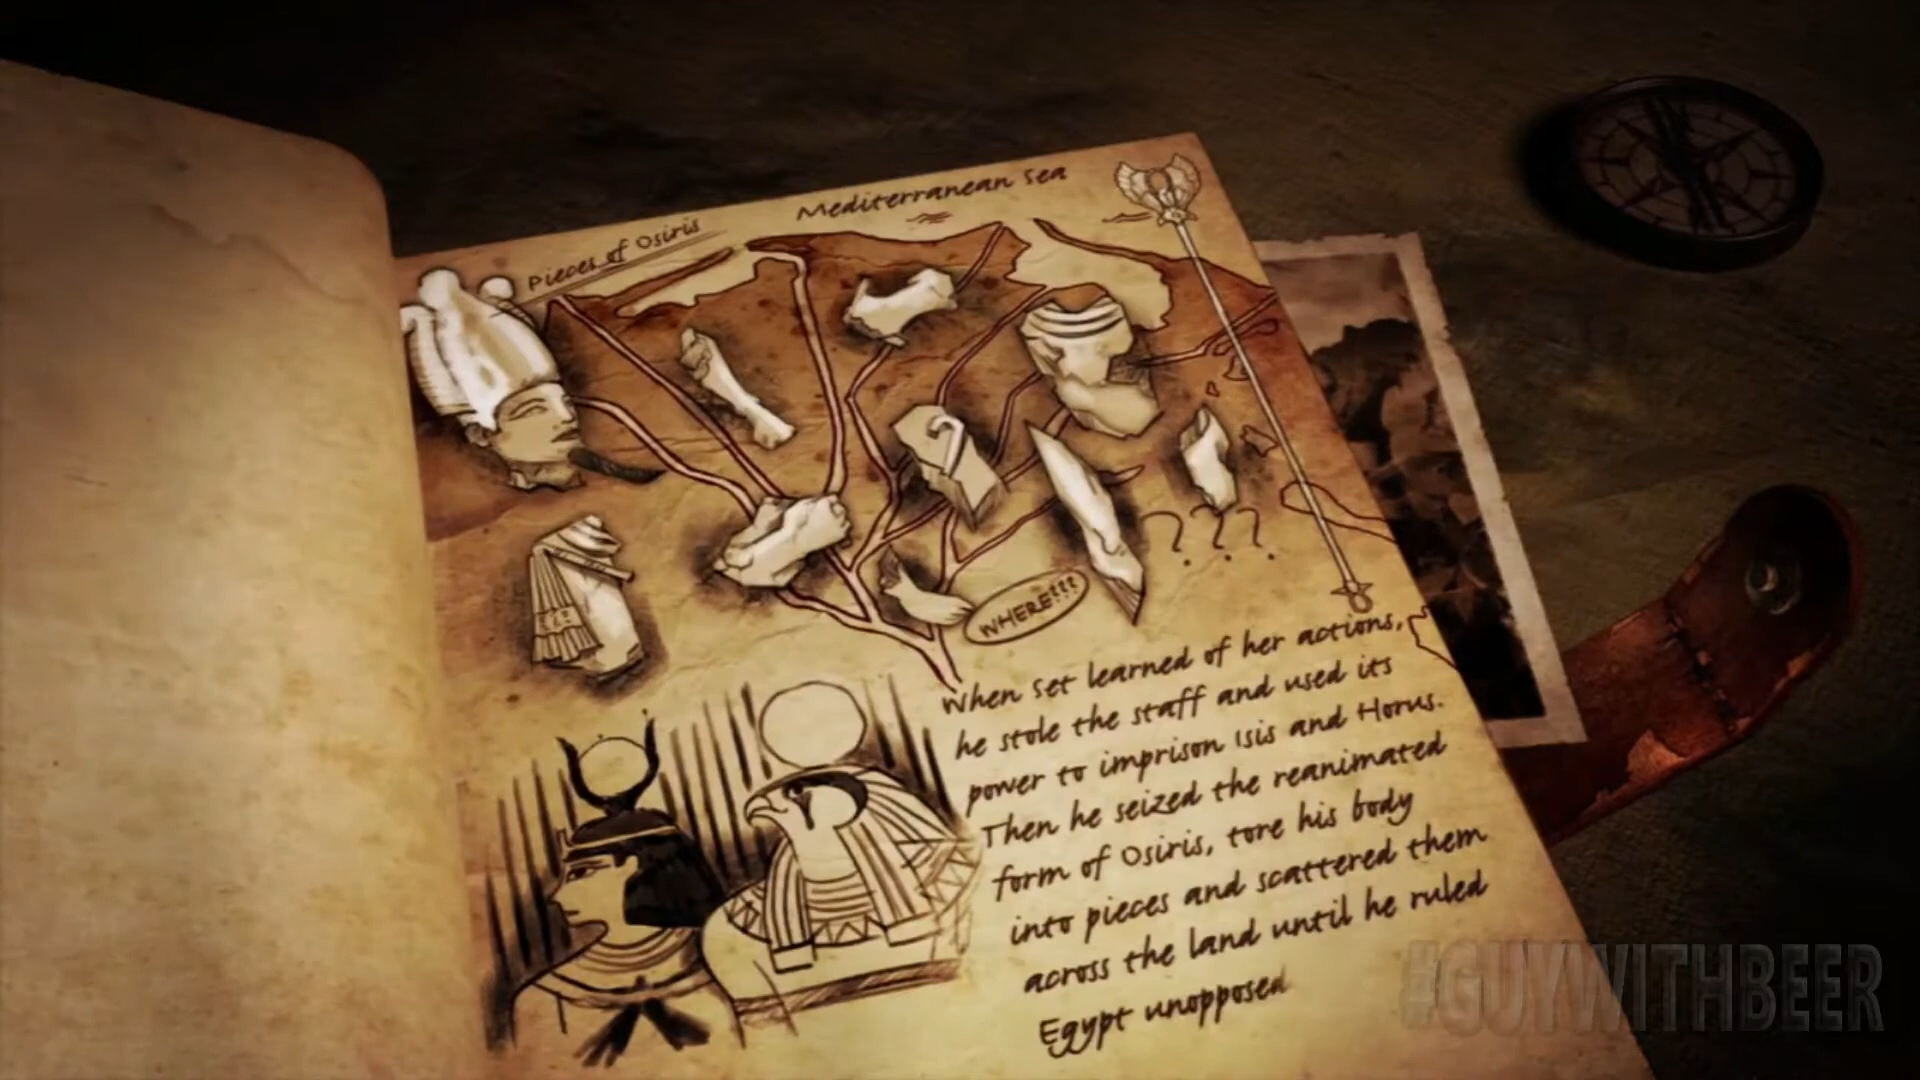 Pieces of Osiris
Mediterranean Sea
???
WHERE???
When Set learned of her actions,
he stole the staff and used its
power to imprison Isis and Horus.
Then he seized the reanimated
form of Osiris, tore his body
into pieces and scattered them
across the land until he ruled
Egypt unopposed
#GUYWITHBEER